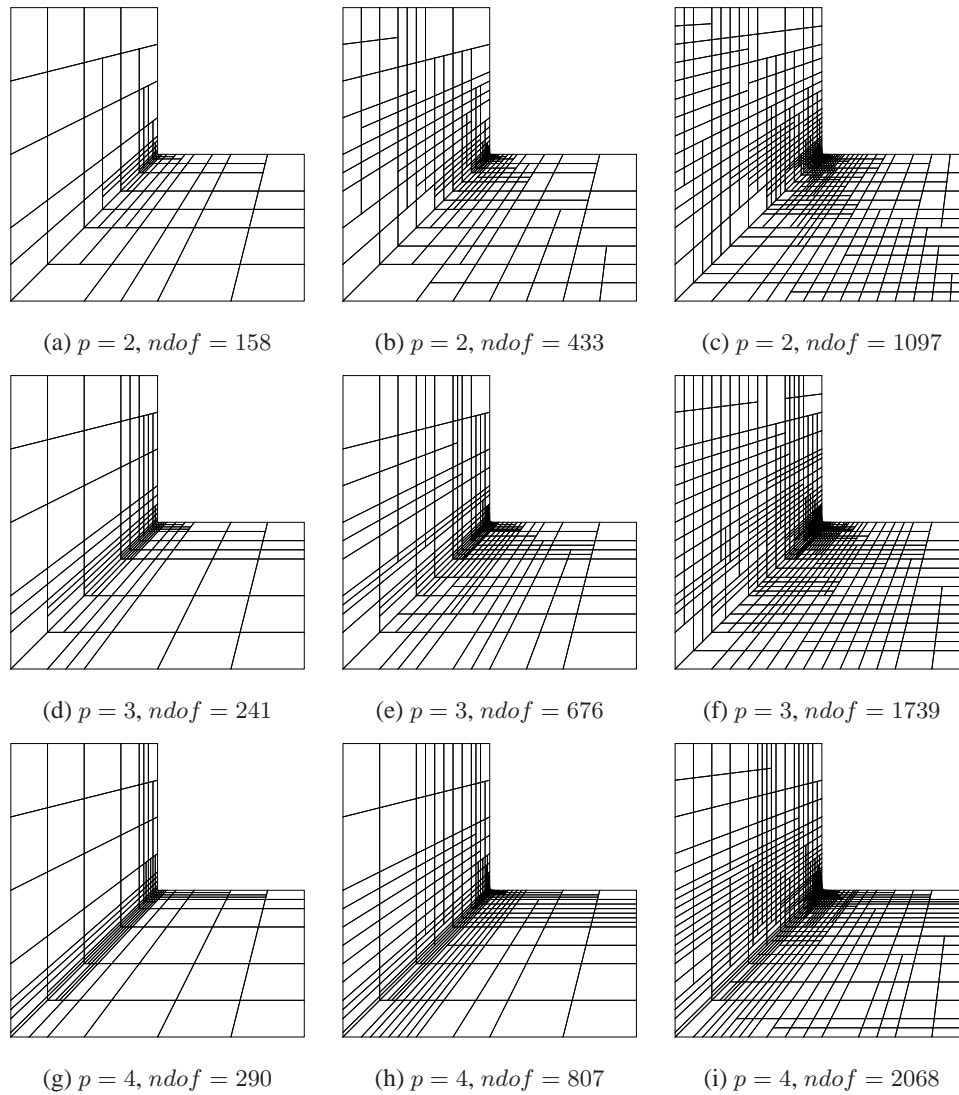 (a) p = 2, ndof = 158
(b) p = 2, ndof = 433
(c) p = 2, ndof = 1097
(d) p = 3, ndof = 241
(e) p = 3, ndof = 676
(f) p = 3, ndof = 1739
(g) p = 4, ndof = 290
(h) p = 4, ndof = 807
(i) p = 4, ndof = 2068